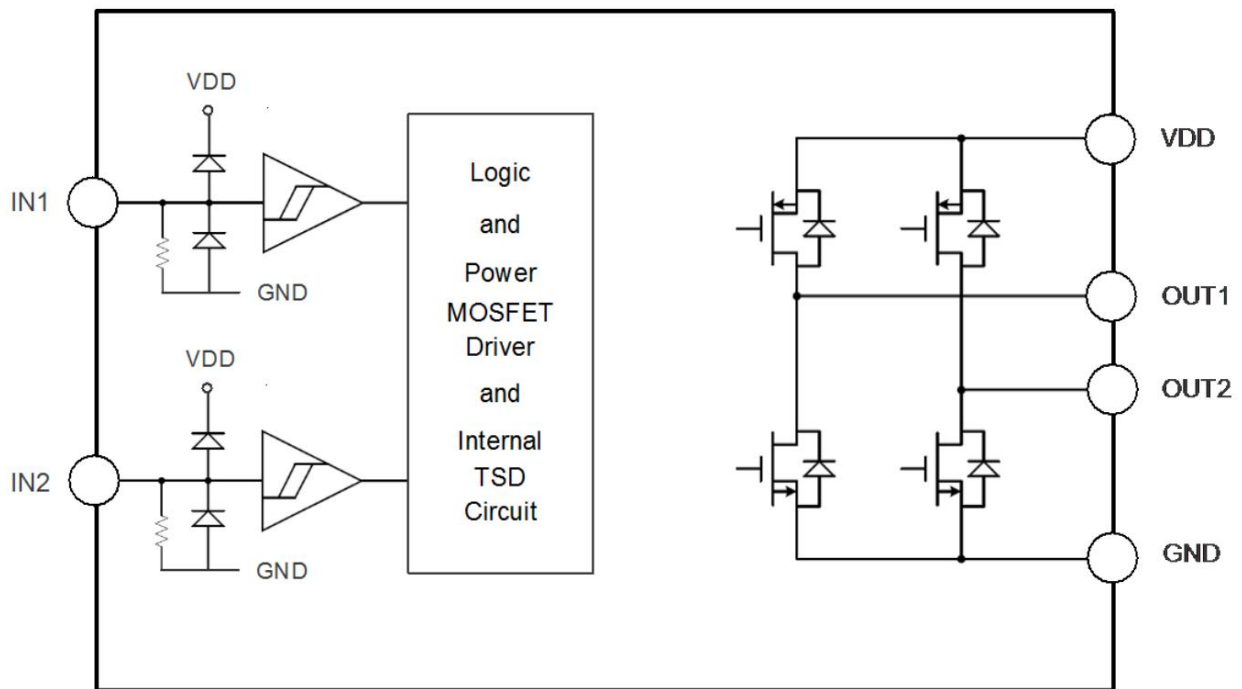 VDD
IN1
GND
VDD
IN2
GND
Logic
and
Power
MOSFET
Driver
and
Internal
TSD
Circuit
VDD
OUT1
OUT2
GND